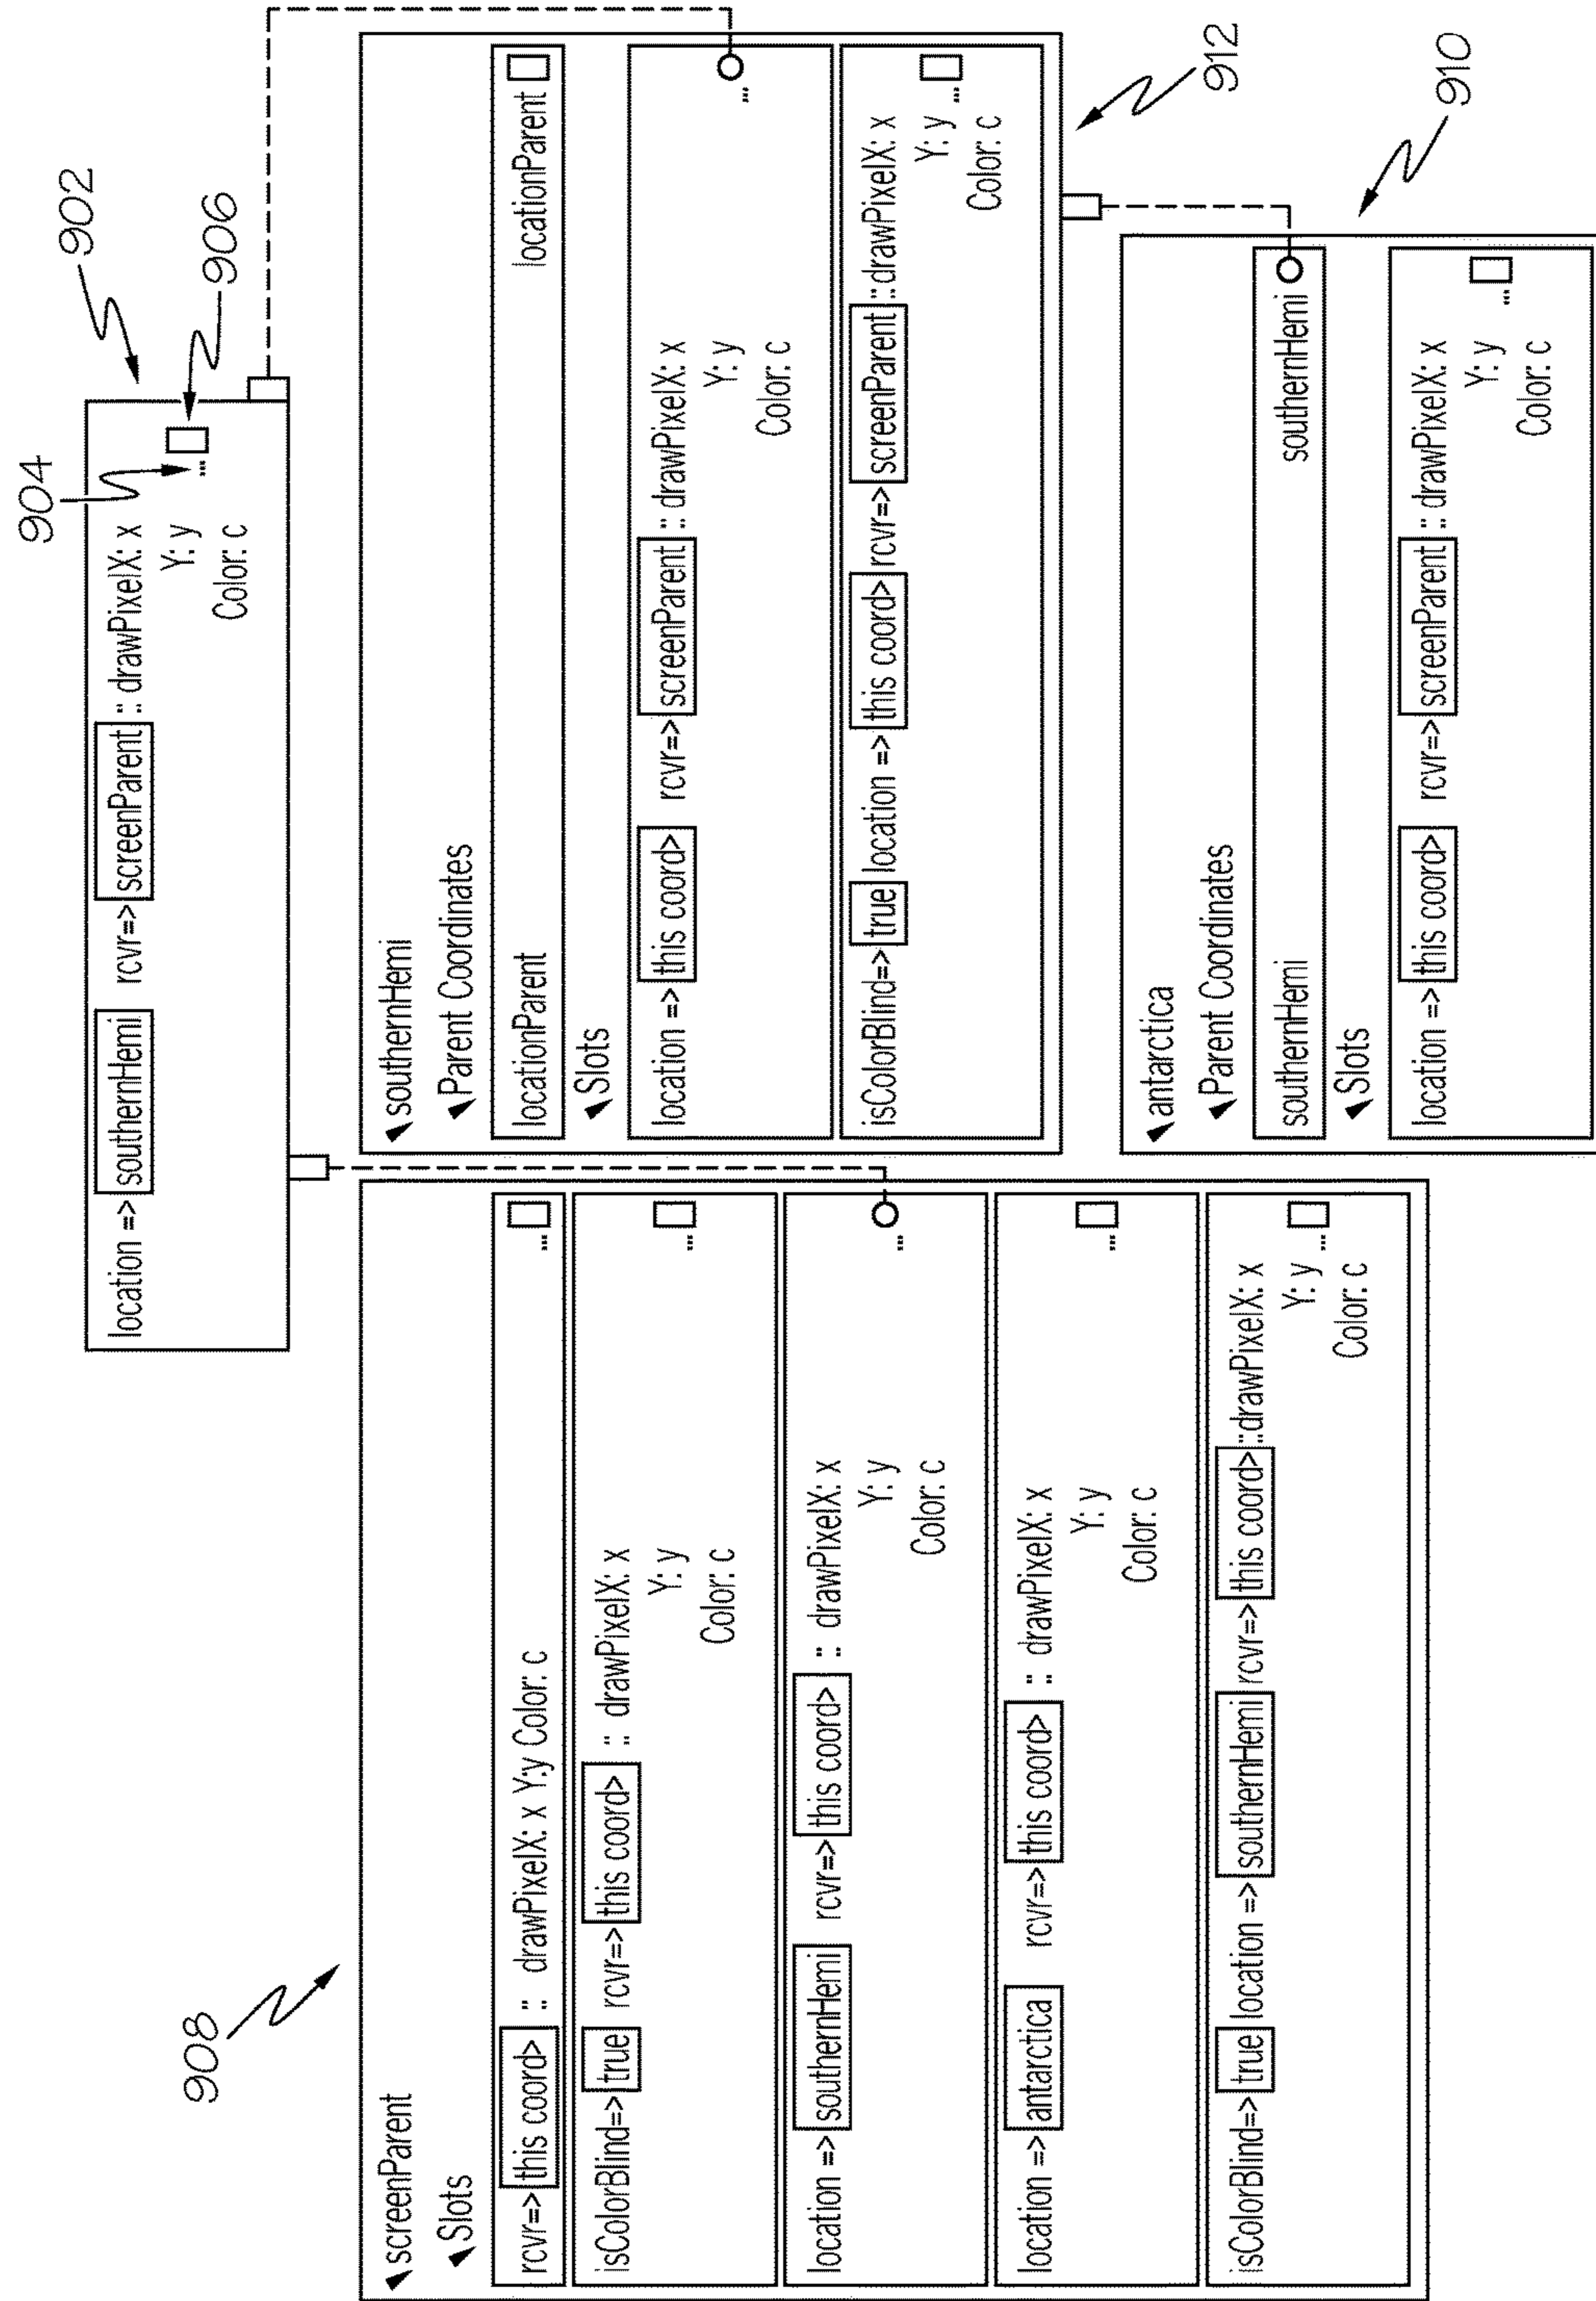 902
904
906
location => southernHemi rcvr=> screenParent :: drawPixelX: x
Y: y ...
Color: c
908
screenParent
Slots
rcvr=> this coord> :: drawPixelX: x Y:y Color: c ...
isColorBlind=> true rcvr=> this coord> :: drawPixelX: x
Y: y ...
Color: c
location => southernHemi rcvr=> this coord> :: drawPixelX: x
Y: y ...
Color: c
location => antarctica rcvr=> this coord> :: drawPixelX: x
Y: y ...
Color: c
isColorBlind=> true location => southernHemi rcvr=> this coord> ::drawPixelX: x
Y: y ...
Color: c
southernHemi
Parent Coordinates
locationParent locationParent
Slots
location => this coord> rcvr=> screenParent :: drawPixelX: x
Y: y ...
Color: c
isColorBlind=> true location => this coord> rcvr=> screenParent ::drawPixelX: x
Y: y ...
Color: c
912
antarctica
Parent Coordinates
southernHemi southernHemi
Slots
location => this coord> rcvr=> screenParent :: drawPixelX: x
Y: y ...
Color: c
910